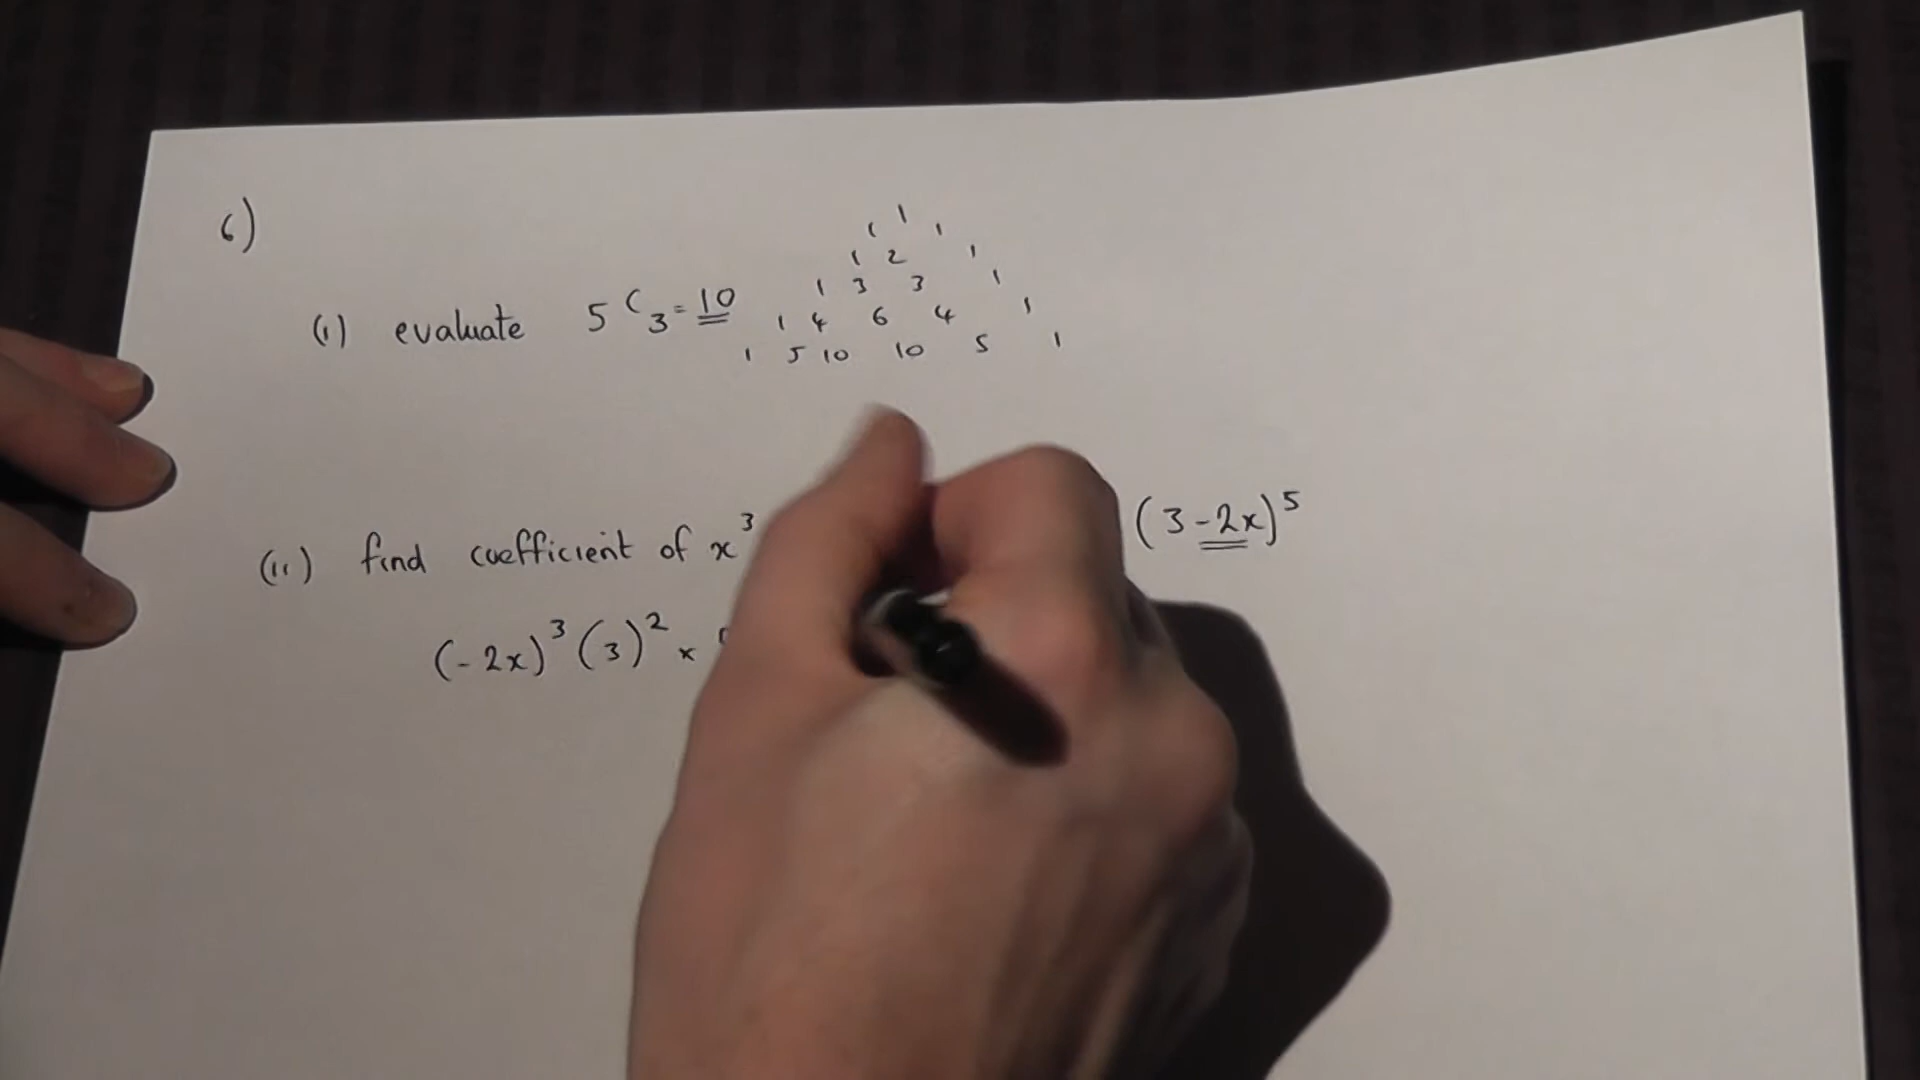 6)
1
1 1
1 2 1
1 3 3 1
(i) evaluate 5C3 = 10
1 4 6 4 1
1 5 10 10 5 1
(ii) find coefficient of x³ (3-2x)⁵
(-2x)³(3)² ×